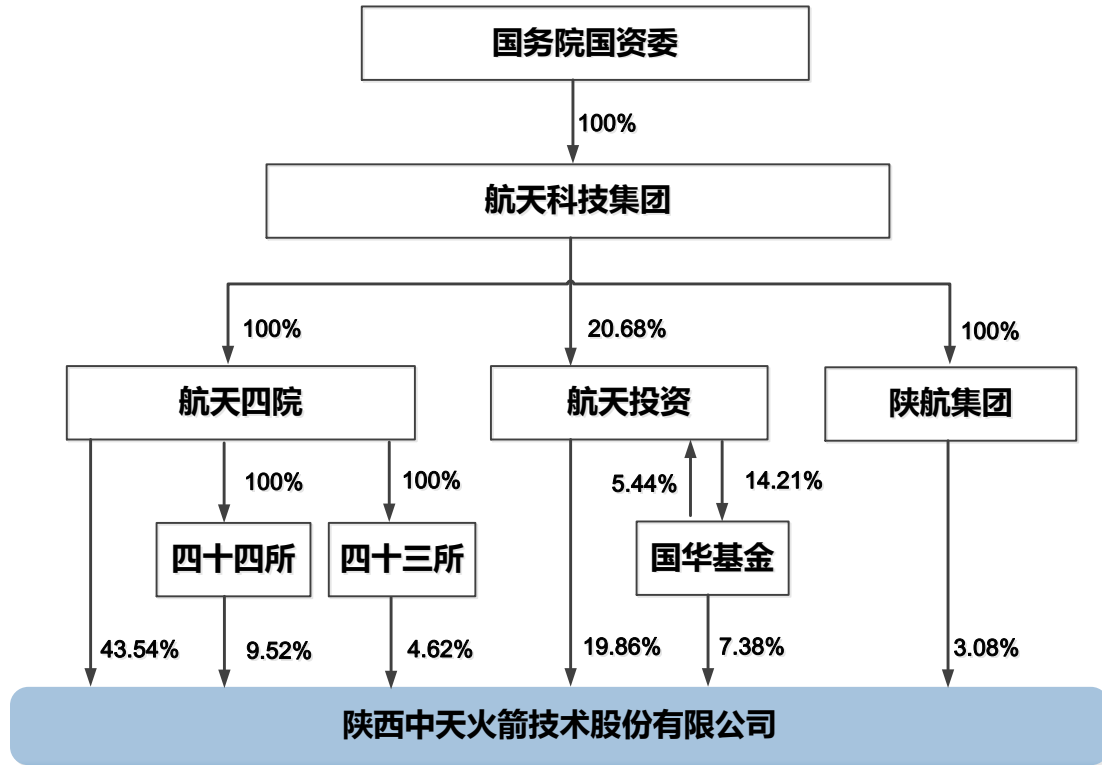 国务院国资委
100%
航天科技集团
100%
20.68%
100%
航天四院
航天投资
陕航集团
100%
100%
5.44%
14.21%
四十四所
四十三所
国华基金
43.54%
9.52%
4.62%
19.86%
7.38%
3.08%
陕西中天火箭技术股份有限公司